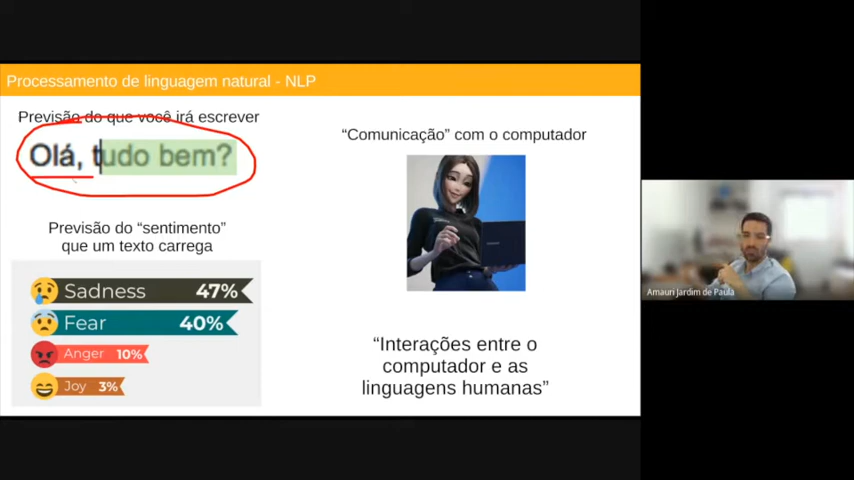 Processamento de linguagem natural - NLP
Previsão do que você irá escrever
Olá, tudo bem?
Previsão do “sentimento”
que um texto carrega
Sadness 47%
Fear 40%
Anger 10%
Joy 3%
“Comunicação” com o computador
“Interações entre o
computador e as
linguagens humanas”
Amauri Jardim de Paula